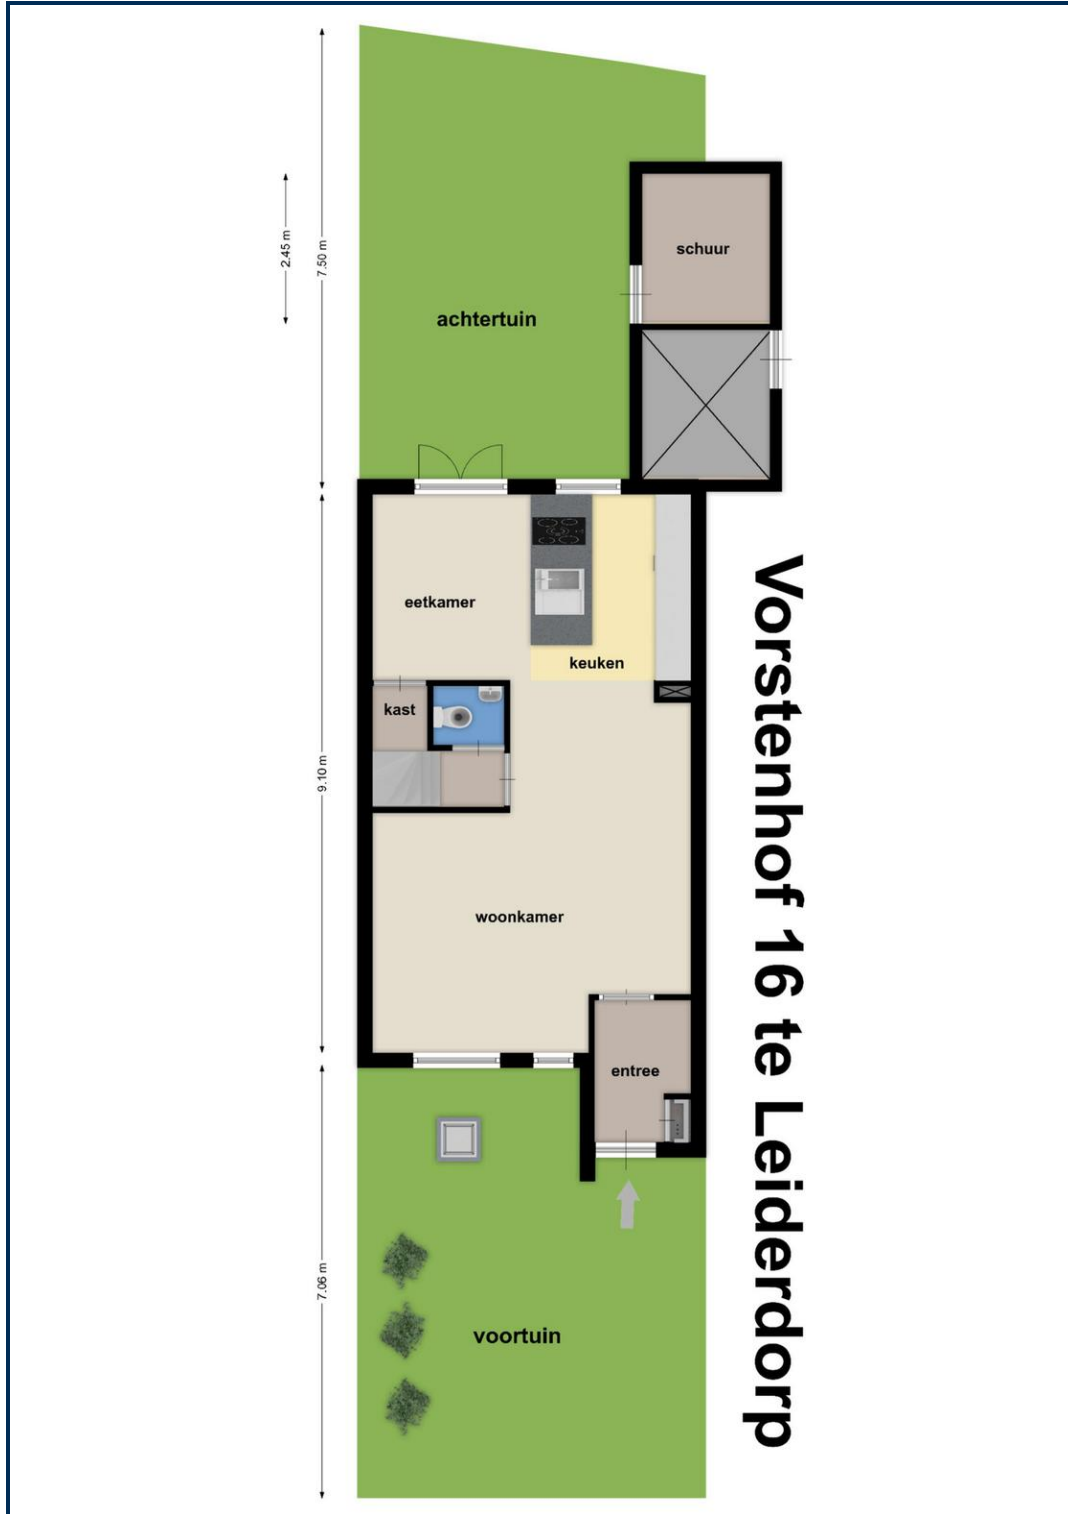 2.45 m
7.50 m
schuur
achtertuin
eetkamer
keuken
kast
9.10 m
woonkamer
entree
7.06 m
voortuin
Vorstenhof 16 te Leiderdorp